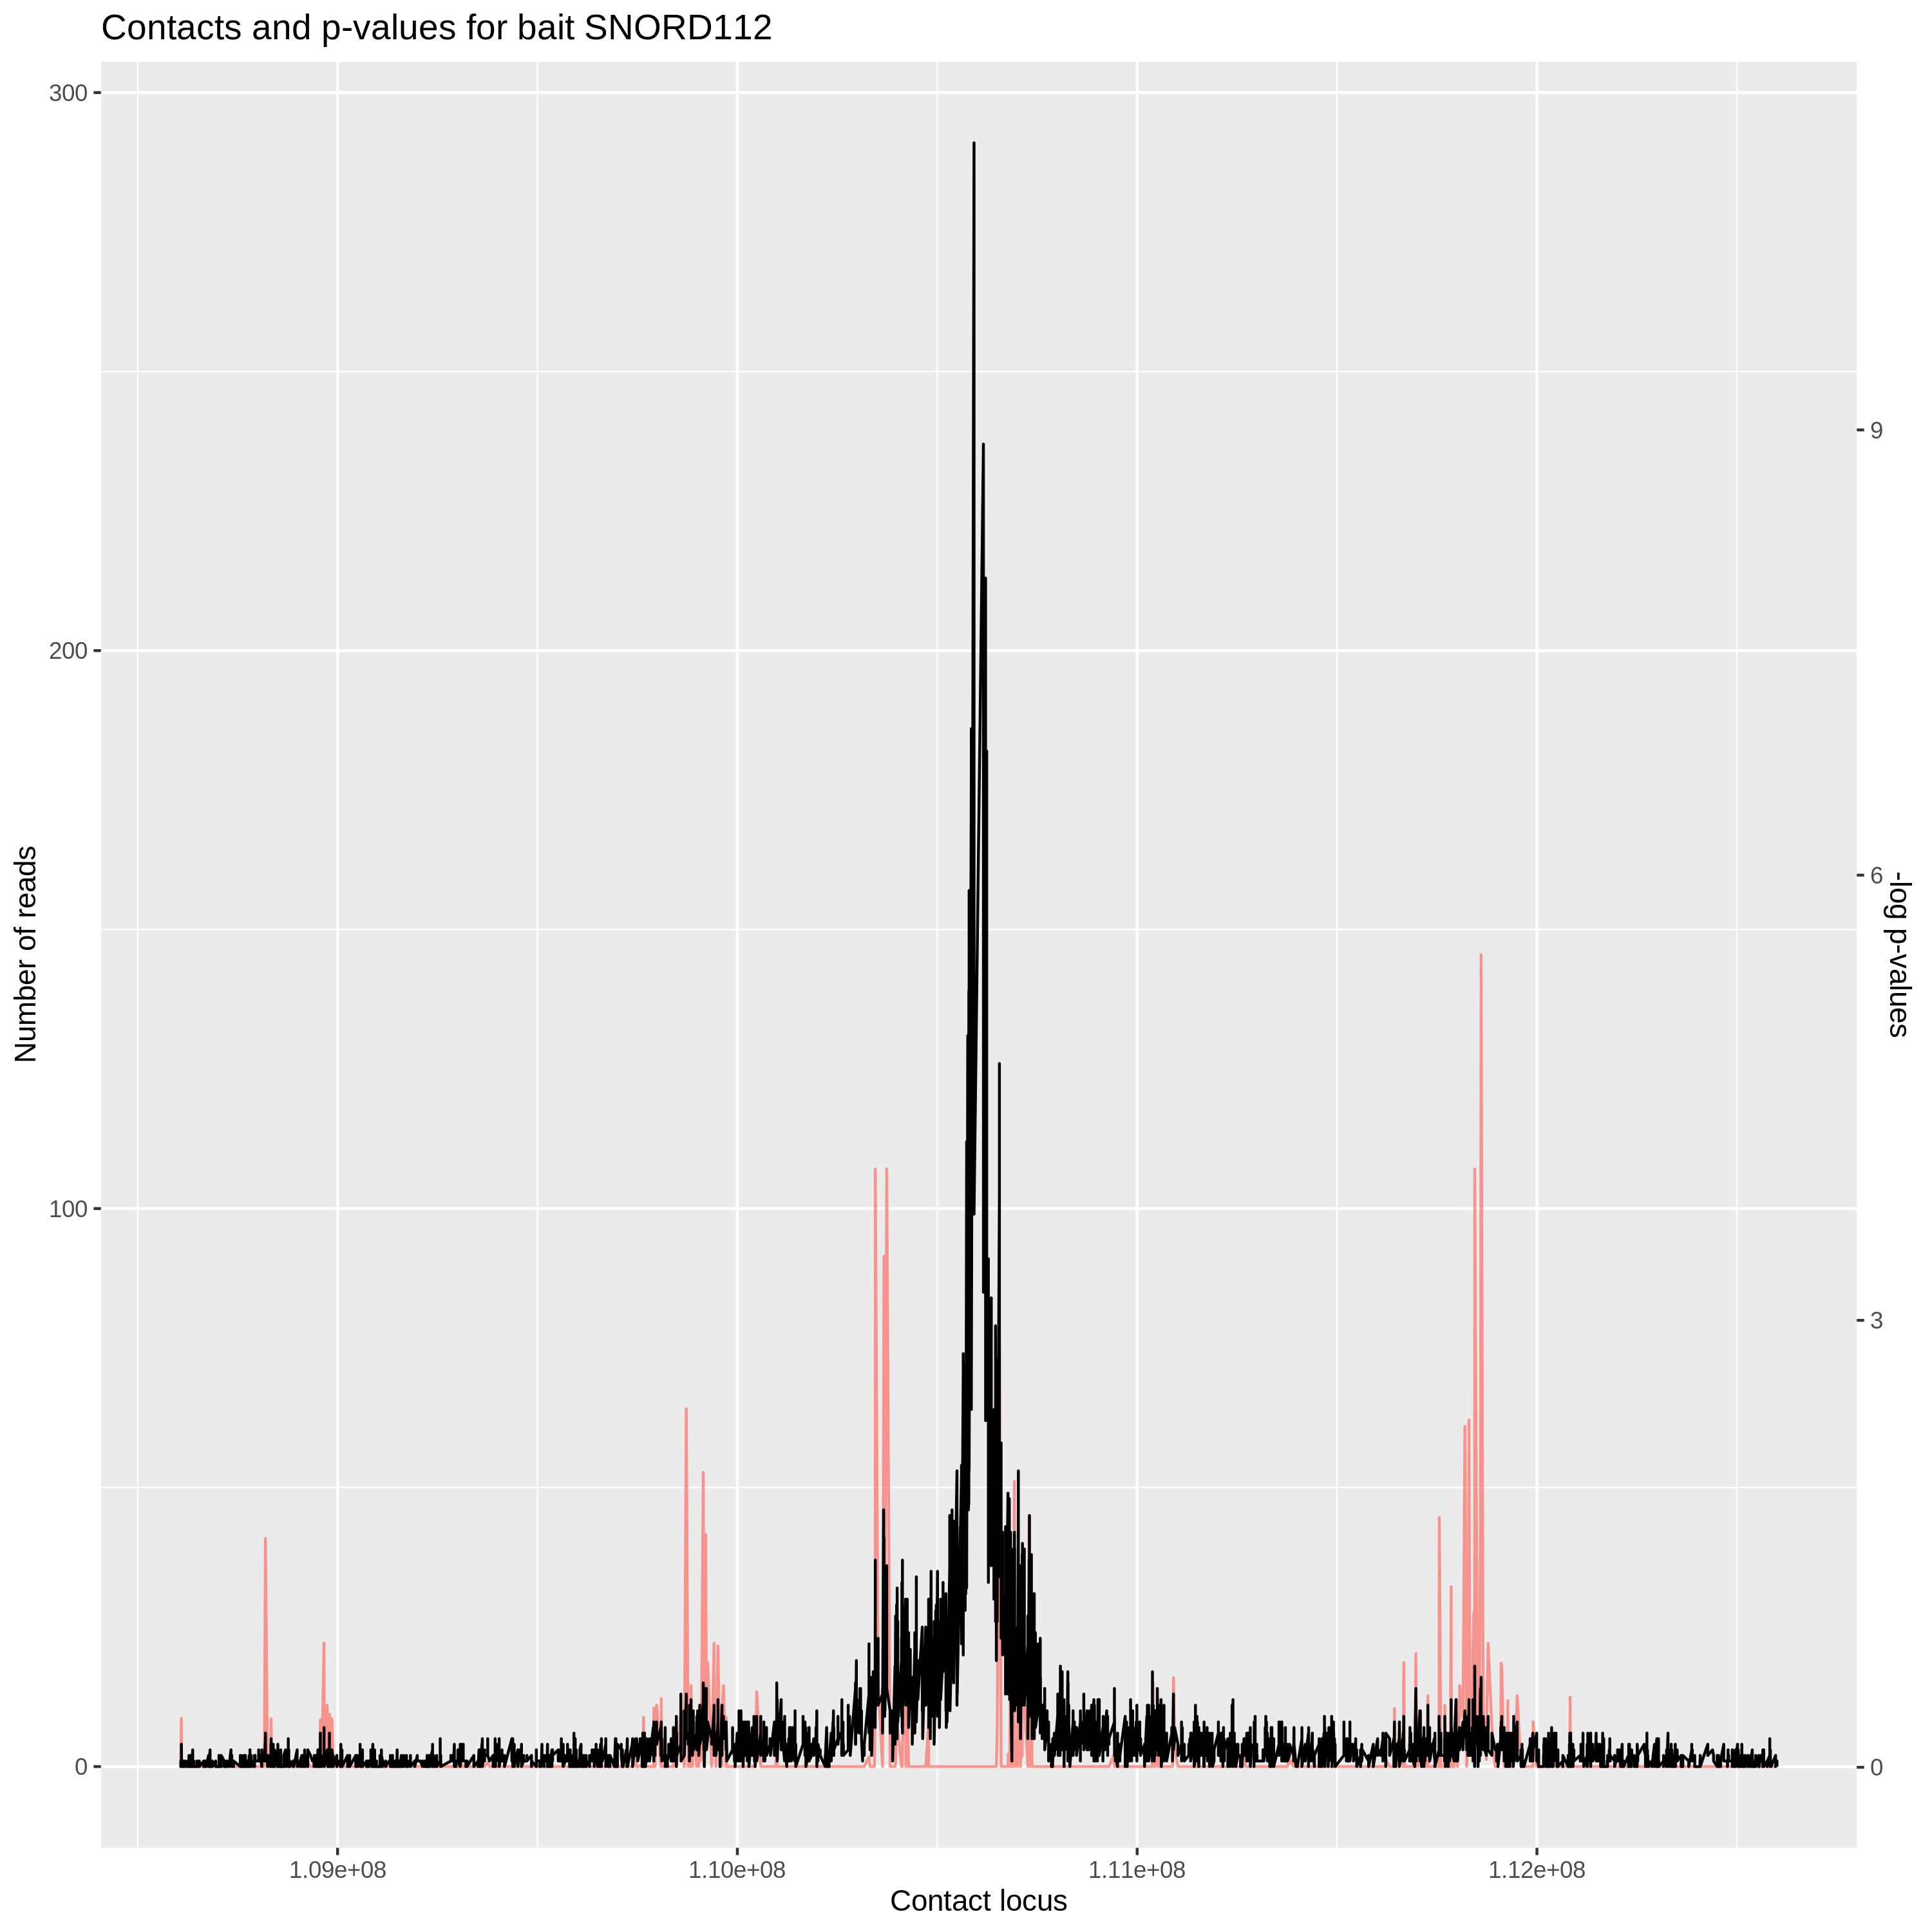 Contacts and p-values for bait SNORD112
300
200
100
0
Number of reads
9
6
3
0
-log p-values
1.09e+08
1.10e+08
1.11e+08
1.12e+08
Contact locus